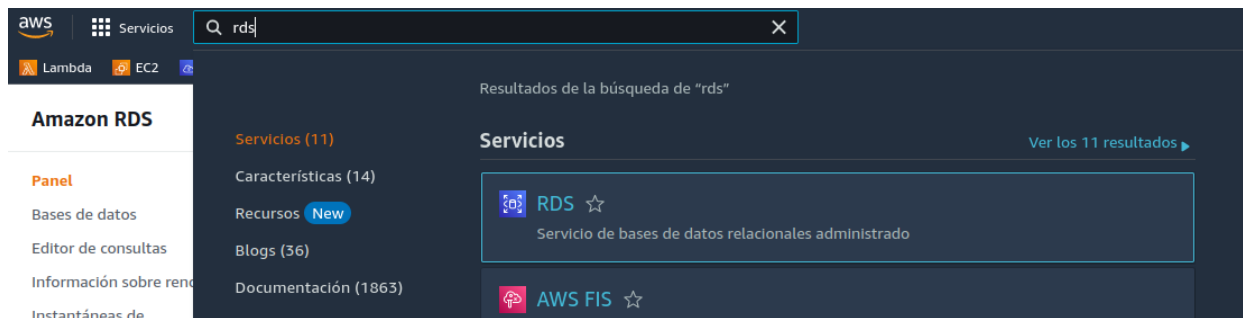 aws
Servicios
rds
Lambda
EC2
Amazon RDS
Panel
Bases de datos
Editor de consultas
Información sobre
Instantáneas de
Resultados de la búsqueda de “rds”
Servicios (11)
Características (14)
Recursos New
Blogs (36)
Documentación (1863)
Servicios
Ver los 11 resultados
RDS
Servicio de bases de datos relacionales administrado
AWS FIS